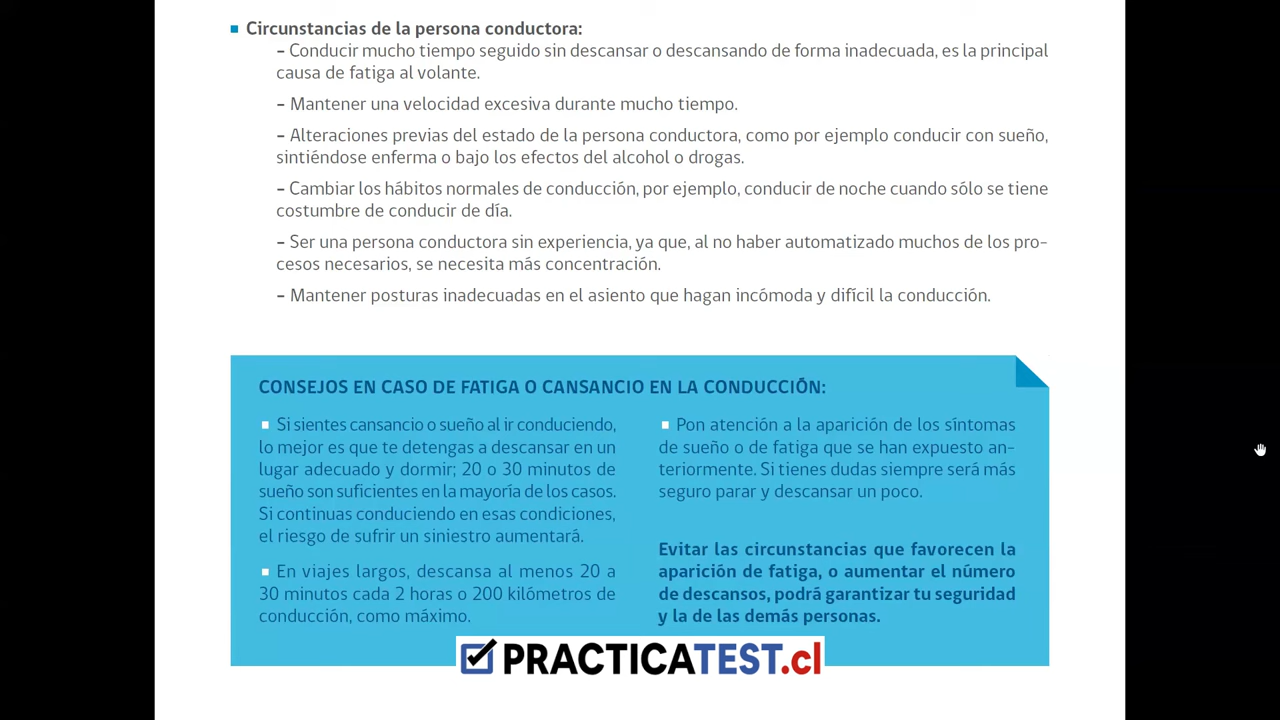 Circunstancias de la persona conductora:
– Conducir mucho tiempo seguido sin descansar o descansando de forma inadecuada, es la principal
causa de fatiga al volante.
– Mantener una velocidad excesiva durante mucho tiempo.
– Alteraciones previas del estado de la persona conductora, como por ejemplo conducir con sueño,
sintiéndose enferma o bajo los efectos del alcohol o drogas.
– Cambiar los hábitos normales de conducción, por ejemplo, conducir de noche cuando sólo se tiene
costumbre de conducir de día.
– Ser una persona conductora sin experiencia, ya que, al no haber automatizado muchos de los pro-
cesos necesarios, se necesita más concentración.
– Mantener posturas inadecuadas en el asiento que hagan incómoda y difícil la conducción.
CONSEJOS EN CASO DE FATIGA O CANSANCIO EN LA CONDUCCIÓN:
Si sientes cansancio o sueño al ir conduciendo,
lo mejor es que te detengas a descansar en un
lugar adecuado y dormir; 20 o 30 minutos de
sueño son suficientes en la mayoría de los casos.
Si continuas conduciendo en esas condiciones,
el riesgo de sufrir un siniestro aumentará.
En viajes largos, descansa al menos 20 a
30 minutos cada 2 horas o 200 kilómetros de
conducción, como máximo.
Pon atención a la aparición de los síntomas
de sueño o de fatiga que se han expuesto an-
teriormente. Si tienes dudas siempre será más
seguro parar y descansar un poco.
Evitar las circunstancias que favorecen la
aparición de fatiga, o aumentar el número
de descansos, podrá garantizar tu seguridad
y la de las demás personas.
PRACTICATEST.cl